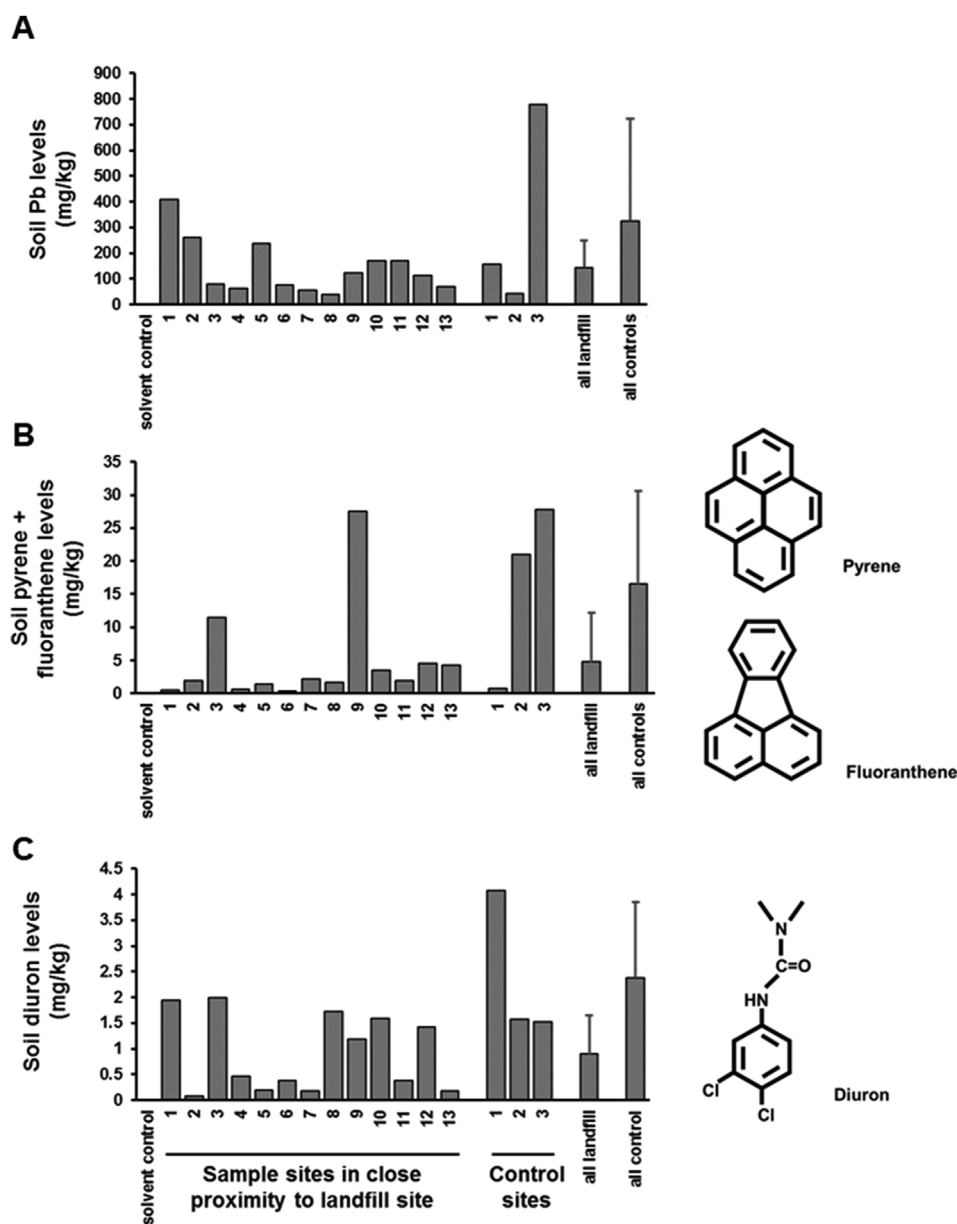 A
Soil Pb levels
(mg/kg)
900
800
700
600
500
400
300
200
100
0
solvent control
1
2
3
4
5
6
7
8
9
10
11
12
13
1
2
3
all landfill
all controls
B
Soil pyrene +
fluoranthene levels
(mg/kg)
35
30
25
20
15
10
5
0
solvent control
1
2
3
4
5
6
7
8
9
10
11
12
13
1
2
3
all landfill
all controls
Pyrene
Fluoranthene
C
Soil diuron levels
(mg/kg)
4.5
4
3.5
3
2.5
2
1.5
1
0.5
0
solvent control
1
2
3
4
5
6
7
8
9
10
11
12
13
1
2
3
all landfill
all control
Sample sites in close
proximity to landfill site
Control
sites
N
C=O
HN
Cl
Cl
Diuron